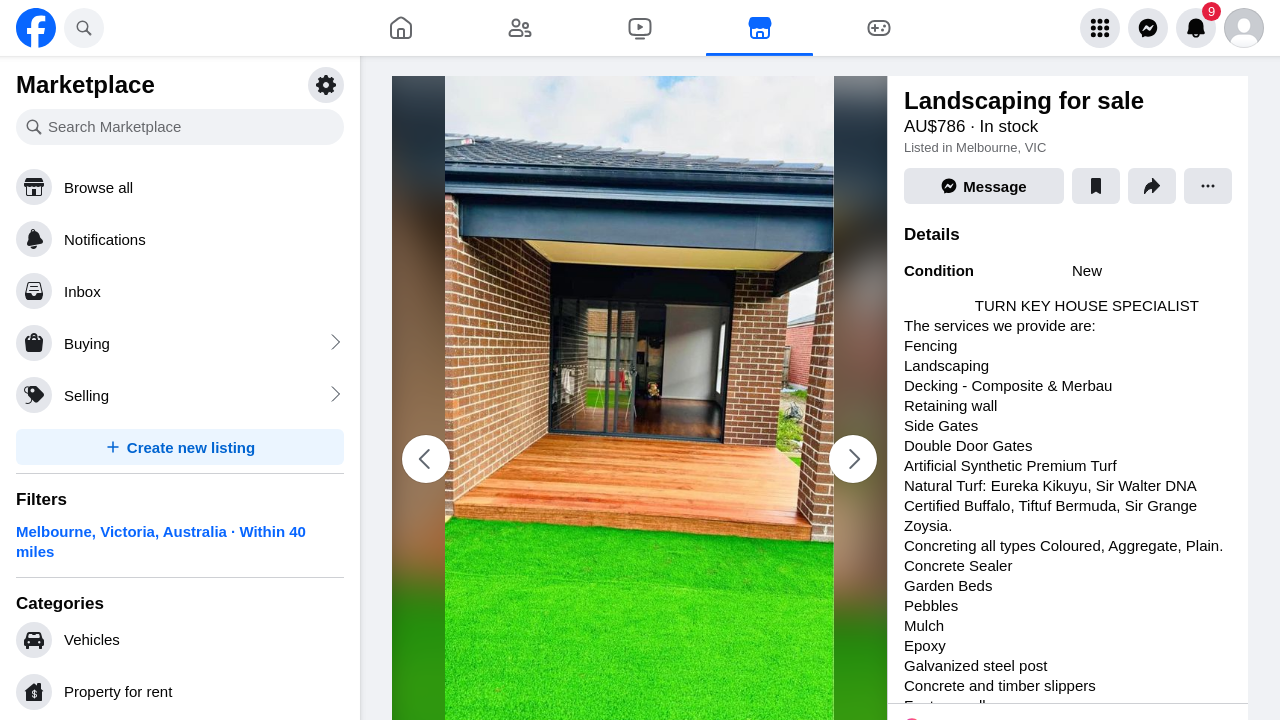 9
Marketplace
Search Marketplace
Browse all
Notifications
Inbox
Buying
Selling
Create new listing
Filters
Melbourne, Victoria, Australia · Within 40
miles
Categories
Vehicles
Property for rent
Landscaping for sale
AU$786 · In stock
Listed in Melbourne, VIC
Message
Details
Condition New
TURN KEY HOUSE SPECIALIST
The services we provide are:
Fencing
Landscaping
Decking - Composite & Merbau
Retaining wall
Side Gates
Double Door Gates
Artificial Synthetic Premium Turf
Natural Turf: Eureka Kikuyu, Sir Walter DNA
Certified Buffalo, Tiftuf Bermuda, Sir Grange
Zoysia.
Concreting all types Coloured, Aggregate, Plain.
Concrete Sealer
Garden Beds
Pebbles
Mulch
Epoxy
Galvanized steel post
Concrete and timber slippers